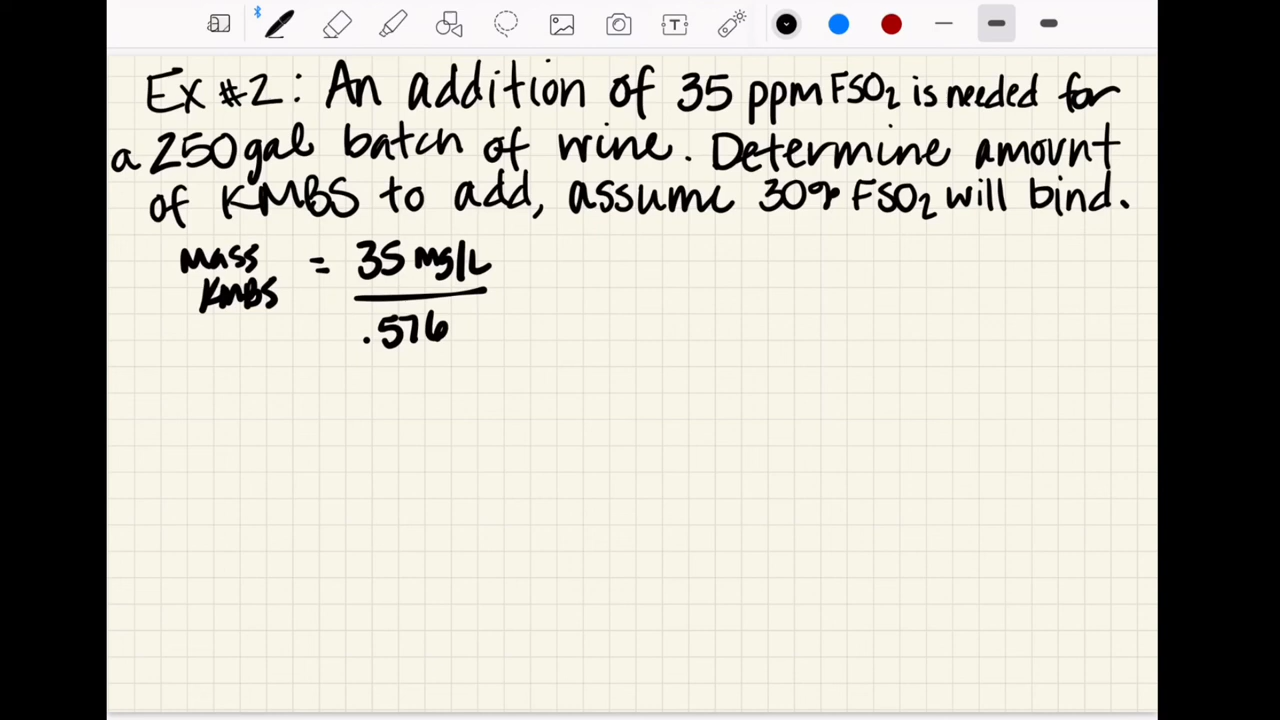 Ex #2: An addition of 35 ppm FSO₂ is needed for
a 250 gal batch of wine. Determine amount
of KMBS to add, assume 30% FSO₂ will bind.
mass = 35 mg/L
KMBS
.576
T